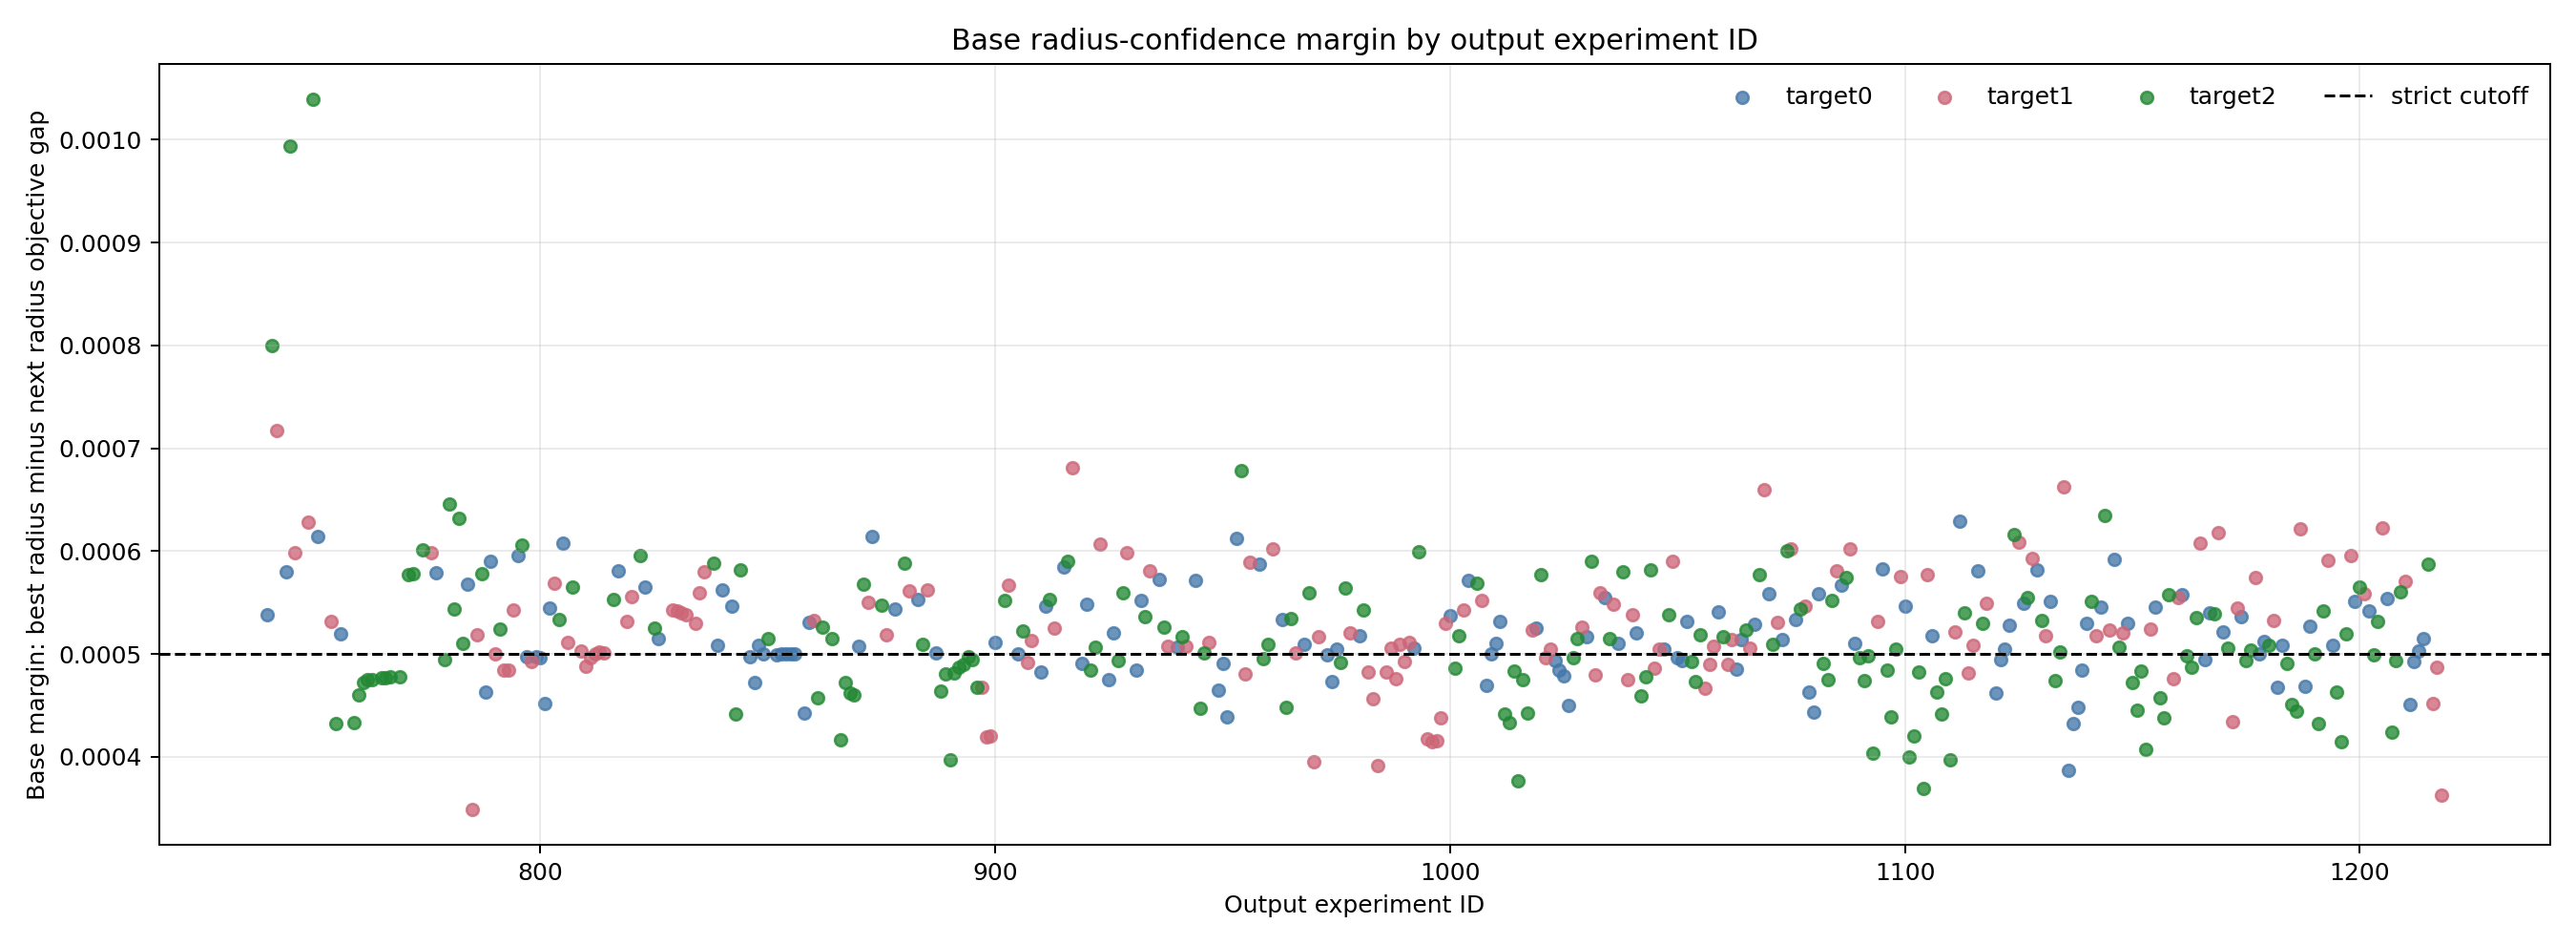 Base radius-confidence margin by output experiment ID
target0
target1
target2
strict cutoff
Base margin: best radius minus next radius objective gap
0.0010
0.0009
0.0008
0.0007
0.0006
0.0005
0.0004
800
900
1000
1100
1200
Output experiment ID